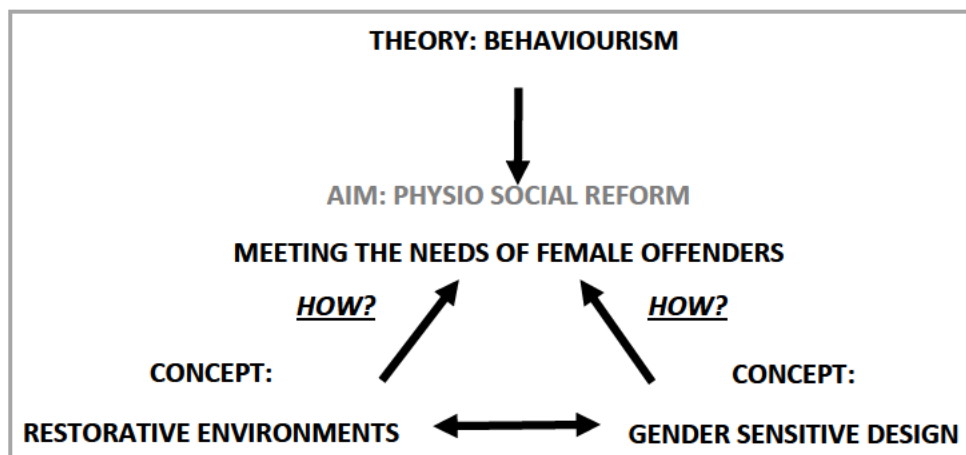 THEORY: BEHAVIOURISM
AIM: PHYSIO SOCIAL REFORM
MEETING THE NEEDS OF FEMALE OFFENDERS
HOW?
HOW?
CONCEPT:
CONCEPT:
RESTORATIVE ENVIRONMENTS
GENDER SENSITIVE DESIGN